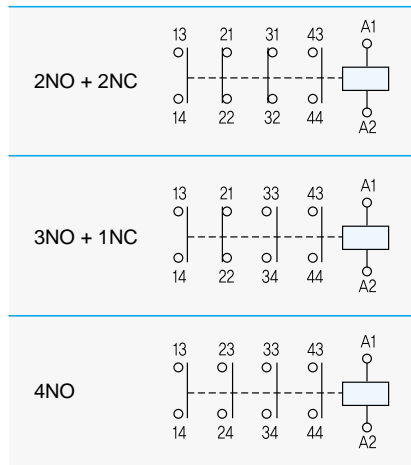 13 21 31 43 A1
2NO + 2NC
14 22 32 44 A2
13 21 33 43 A1
3NO + 1NC
14 22 34 44 A2
13 23 33 43 A1
4NO
14 24 34 44 A2